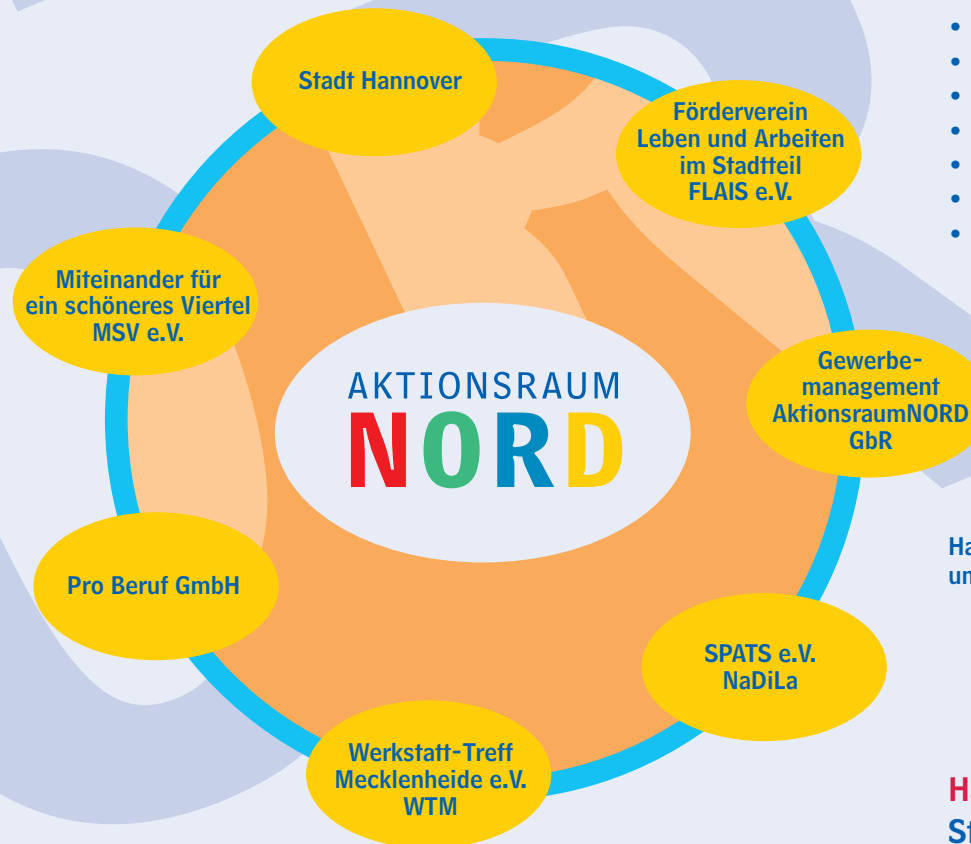 Stadt Hannover
Förderverein
Leben und Arbeiten
im Stadtteil
FLAIS e.V.
Miteinander für
ein schöneres Viertel
MSV e.V.
Gewerbe-
management
AktionsraumNORD
GbR
AKTIONSRAUM
NORD
Pro Beruf GmbH
SPATS e.V.
NaDiLa
Werkstatt-Treff
Mecklenheide e.V.
WTM